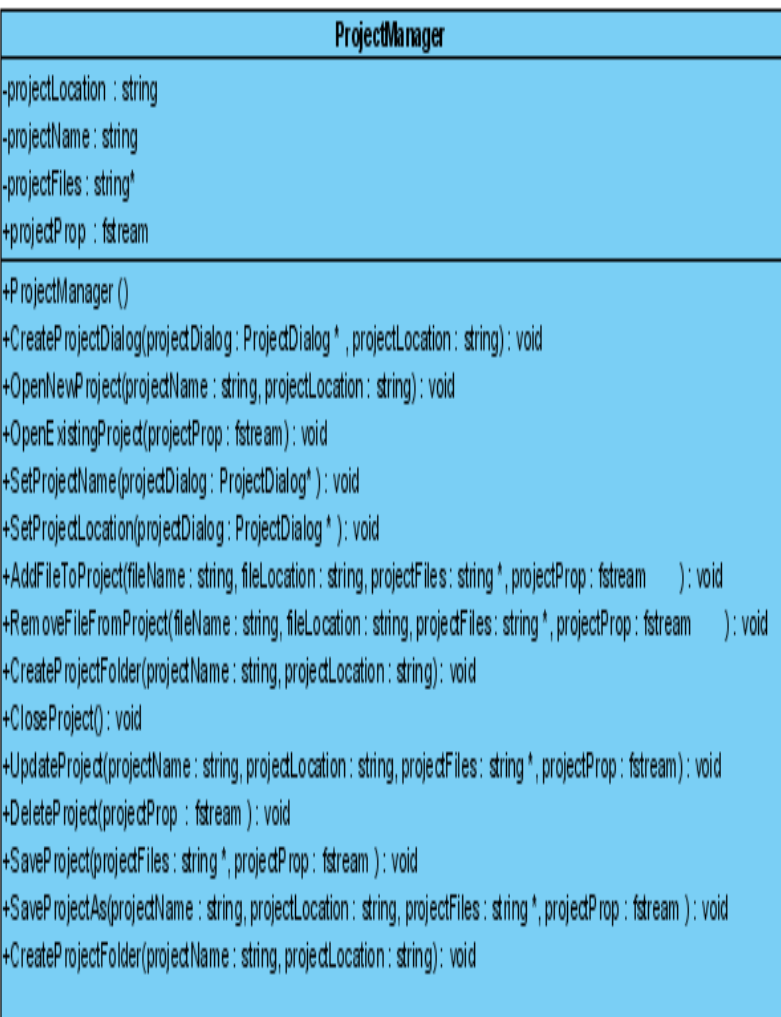 ProjectManager
-projectLocation : string
-projectName : string
-projectFiles : string*
+projectProp : fstream
+ProjectManager ()
+CreateProjectDialog(projectDialog : ProjectDialog * , projectLocation : string) : void
+OpenNewProject(projectName : string, projectLocation : string) : void
+OpenExistingProject(projectProp : fstream) : void
+SetProjectName(projectDialog : ProjectDialog* ) : void
+SetProjectLocation(projectDialog : ProjectDialog * ) : void
+AddFileToProject(fileName : string, fileLocation : string, projectFiles : string *, projectProp : fstream ) : void
+RemoveFileFromProject(fileName : string, fileLocation : string, projectFiles : string *, projectProp : fstream ) : void
+CreateProjectFolder(projectName : string, projectLocation : string) : void
+CloseProject() : void
+UpdateProject(projectName : string, projectLocation : string, projectFiles : string *, projectProp : fstream) : void
+DeleteProject(projectProp : fstream ) : void
+SaveProject(projectFiles : string *, projectProp : fstream ) : void
+SaveProjectAs(projectName : string, projectLocation : string, projectFiles : string *, projectProp : fstream ) : void
+CreateProjectFolder(projectName : string, projectLocation : string) : void